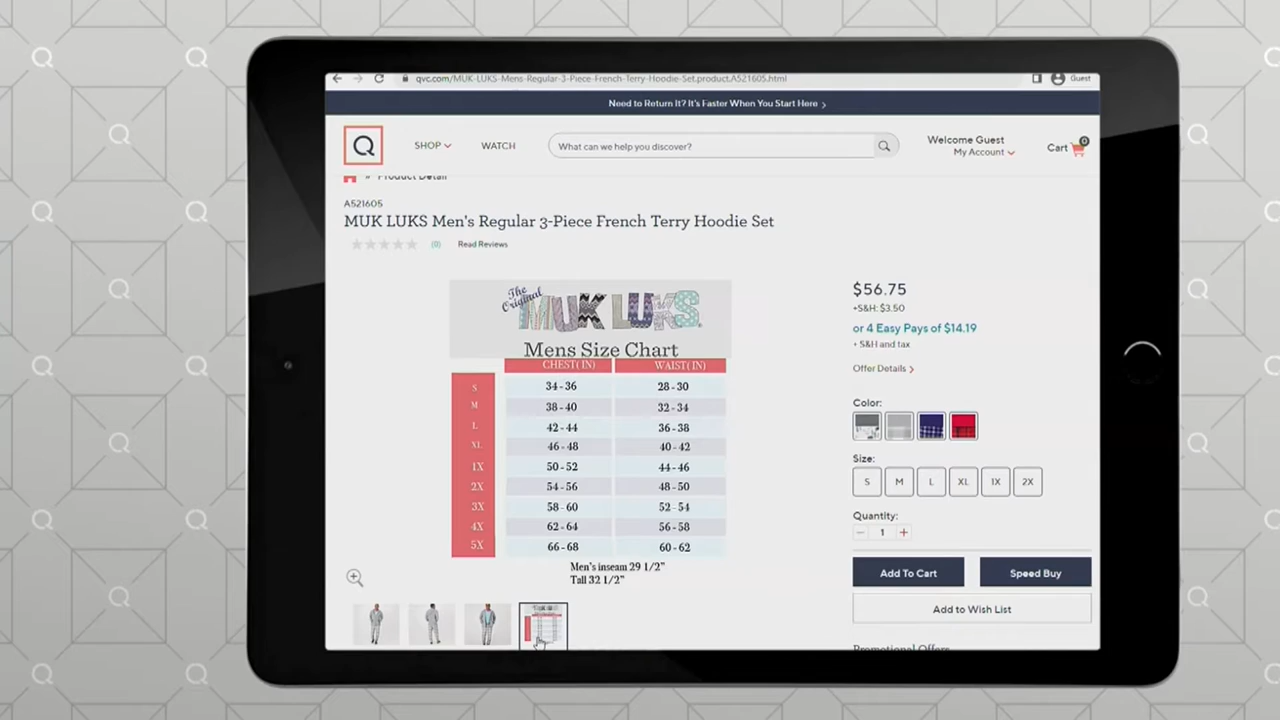 qvc.com/MUK-LUKS-Mens-Regular-3-Piece-French-Terry-Hoodie-Set.product.A521605.html
Guest
Need to Return It? It's Faster When You Start Here
Q
SHOP
WATCH
What can we help you discover?
Welcome Guest
My Account
Cart
0
» Product Detail
A521605
MUK LUKS Men's Regular 3-Piece French Terry Hoodie Set
(0)
Read Reviews
The Original MUK LUKS
Mens Size Chart
CHEST(IN) WAIST(IN)
S 34 - 36 28 - 30
M 38 - 40 32 - 34
L 42 - 44 36 - 38
XL 46 - 48 40 - 42
1X 50 - 52 44 - 46
2X 54 - 56 48 - 50
3X 58 - 60 52 - 54
4X 62 - 64 56 - 58
5X 66 - 68 60 - 62
Men's inseam 29 1/2"
Tall 32 1/2"
$56.75
+S&H: $3.50
or 4 Easy Pays of $14.19
+ S&H and tax
Offer Details
Color:
Size:
S M L XL 1X 2X
Quantity:
1
Add To Cart
Speed Buy
Add to Wish List
Promotional Offers